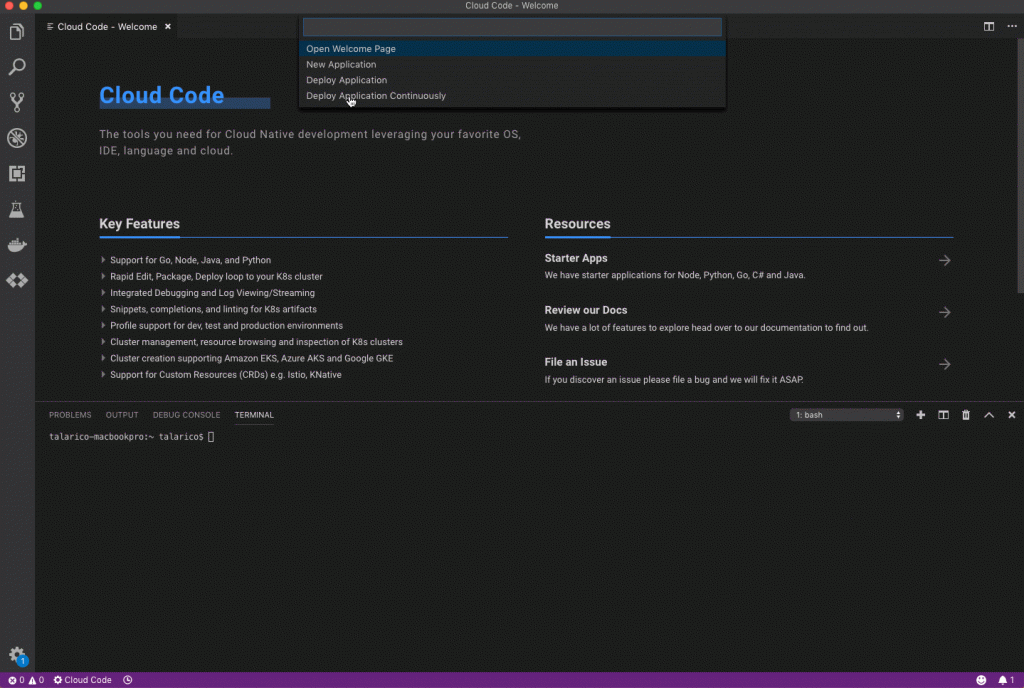 Cloud Code - Welcome
Cloud Code - Welcome
Open Welcome Page
New Application
Deploy Application
Deploy Application Continuously
Cloud Code
The tools you need for Cloud Native development leveraging your favorite OS,
IDE, language and cloud.
Key Features
Support for Go, Node, Java, and Python
Rapid Edit, Package, Deploy loop to your K8s cluster
Integrated Debugging and Log Viewing/Streaming
Snippets, completions, and linting for K8s artifacts
Profile support for dev, test and production environments
Cluster management, resource browsing and inspection of K8s clusters
Cluster creation supporting Amazon EKS, Azure AKS and Google GKE
Support for Custom Resources (CRDs) e.g. Istio, KNative
Resources
Starter Apps
We have starter applications for Node, Python, Go, C# and Java.
Review our Docs
We have a lot of features to explore head over to our documentation to find out.
File an Issue
If you discover an issue please file a bug and we will fix it ASAP.
PROBLEMS OUTPUT DEBUG CONSOLE TERMINAL 1: bash
talarico-macbookpro:~ talarico$
1
0 0 Cloud Code 1